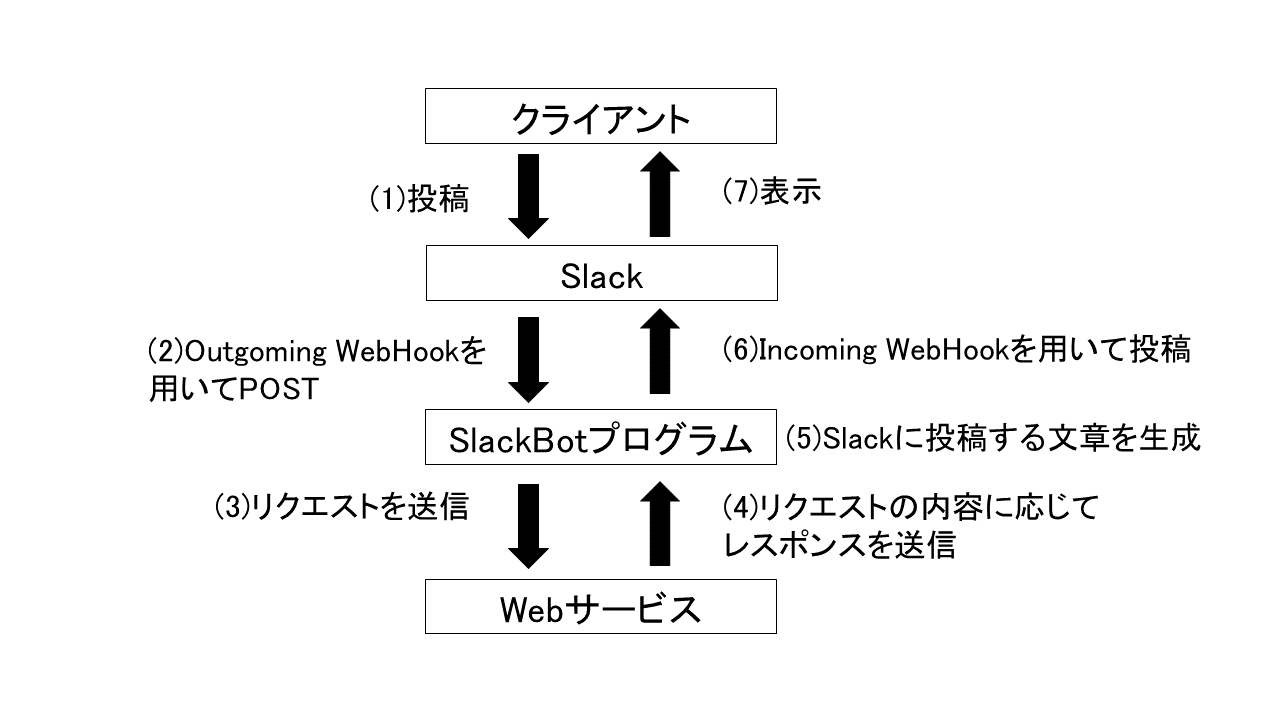 クライアント
(1)投稿
(7)表示
Slack
(2)Outgoming WebHookを
用いてPOST
(6)Incoming WebHookを用いて投稿
SlackBotプログラム
(5)Slackに投稿する文章を生成
(3)リクエストを送信
(4)リクエストの内容に応じて
レスポンスを送信
Webサービス